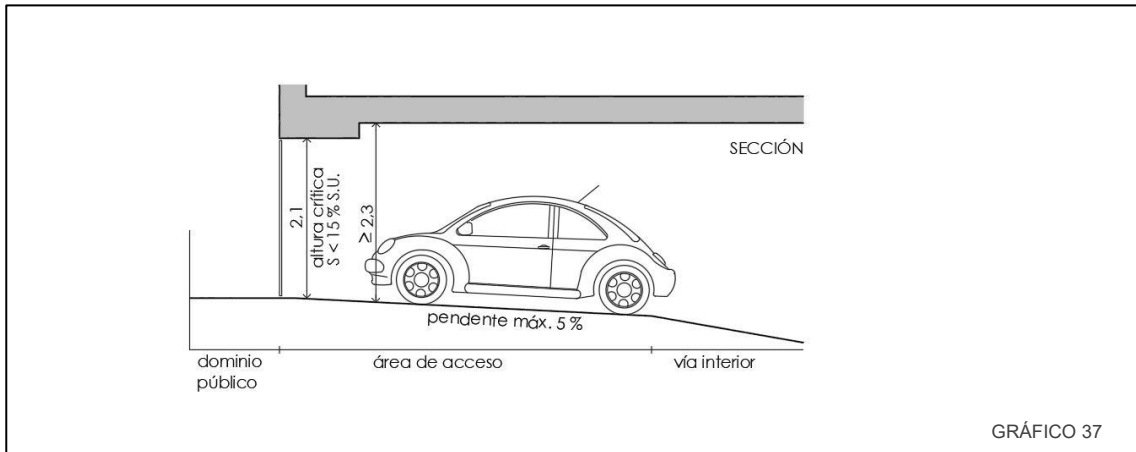 SECCIÓN
2,1
altura crítica
S < 15 % S.U.
≥ 2,3
pendente máx. 5 %
dominio
público
área de acceso
vía interior
GRÁFICO 37